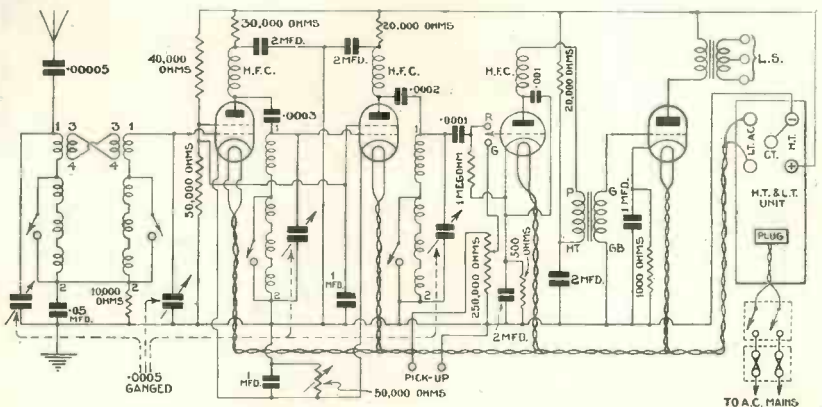 30,000 OHMS
20,000 OHMS
2 MFD.
2 MFD.
40,000
OHMS
.00005
H.F.C.
H.F.C.
H.F.C.
.001
20,000 OHMS
L.S.
.0002
.0003
.0001
R
G
1 3
4
3 1
4
1
1
LT. AC
H.T.
CT.
H.T. & L.T.
UNIT
PLUG
50,000 OHMS
1 MEGOHM
P
G
HT
GB
1 MFD.
1000 OHMS
500
OHMS
250,000 OHMS
2
2
2
2
10,000
OHMS
.05
MFD.
1
MFD.
2 MFD.
2 MFD.
.0005
GANGED
1
MFD.
50,000 OHMS
PICK-UP
TO A.C. MAINS